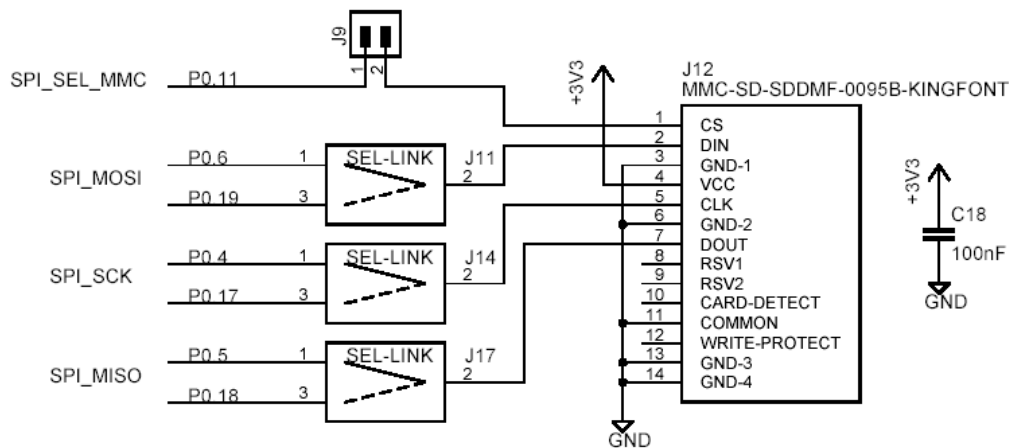 J9
1 2
SPI_SEL_MMC P0.11
+3V3
J12
MMC-SD-SDDMF-0095B-KINGFONT
1 CS
2 DIN
3 GND-1
4 VCC
5 CLK
6 GND-2
7 DOUT
8 RSV1
9 RSV2
10 CARD-DETECT
11 COMMON
12 WRITE-PROTECT
13 GND-3
14 GND-4
GND
SPI_MOSI
P0.6 1 SEL-LINK J11
2
P0.19 3
SPI_SCK
P0.4 1 SEL-LINK J14
2
P0.17 3
SPI_MISO
P0.5 1 SEL-LINK J17
2
P0.18 3
+3V3
C18
100nF
GND